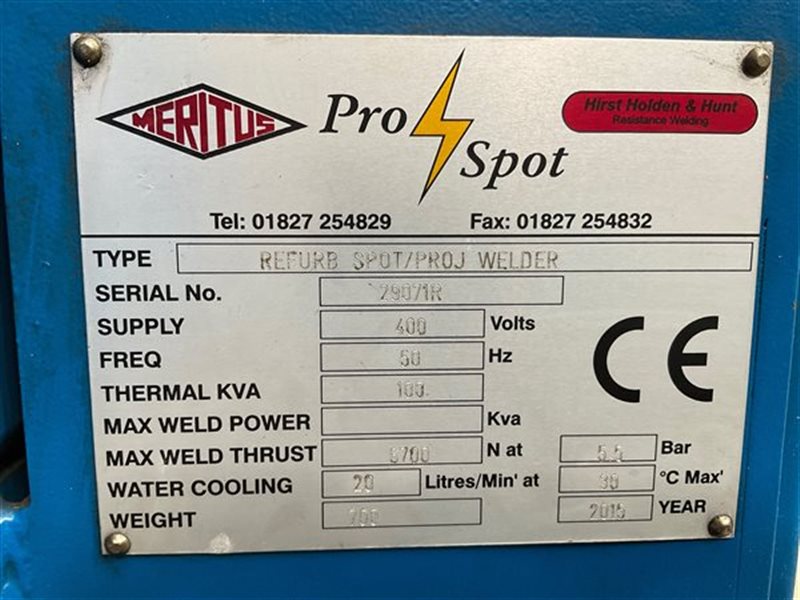 MERITUS
Pro Spot
Hirst Holden & Hunt
Resistance Welding
Tel: 01827 254829 Fax: 01827 254832
TYPE REFURB SPOT/PROJ WELDER
SERIAL No. 29071R
SUPPLY 400 Volts
FREQ 50 Hz
THERMAL KVA 100
MAX WELD POWER Kva
MAX WELD THRUST N at 5.5 Bar
WATER COOLING 20 Litres/Min' at 30 °C Max'
WEIGHT 700 2015 YEAR
CE